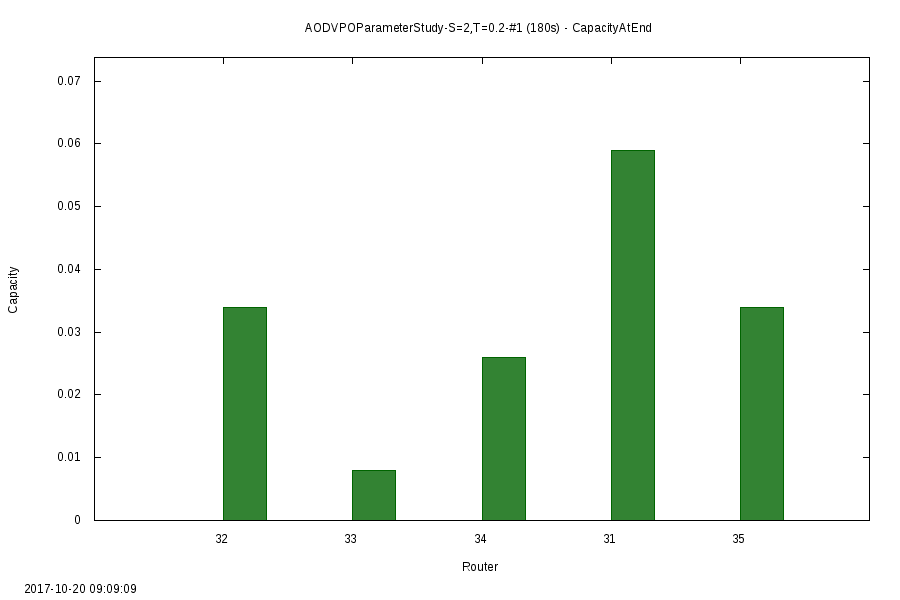 AODVPOParameterStudy-S=2,T=0.2-#1 (180s) - CapacityAtEnd
0.07
0.06
0.05
0.04
0.03
0.02
0.01
0
Capacity
32 33 34 31 35
Router
2017-10-20 09:09:09